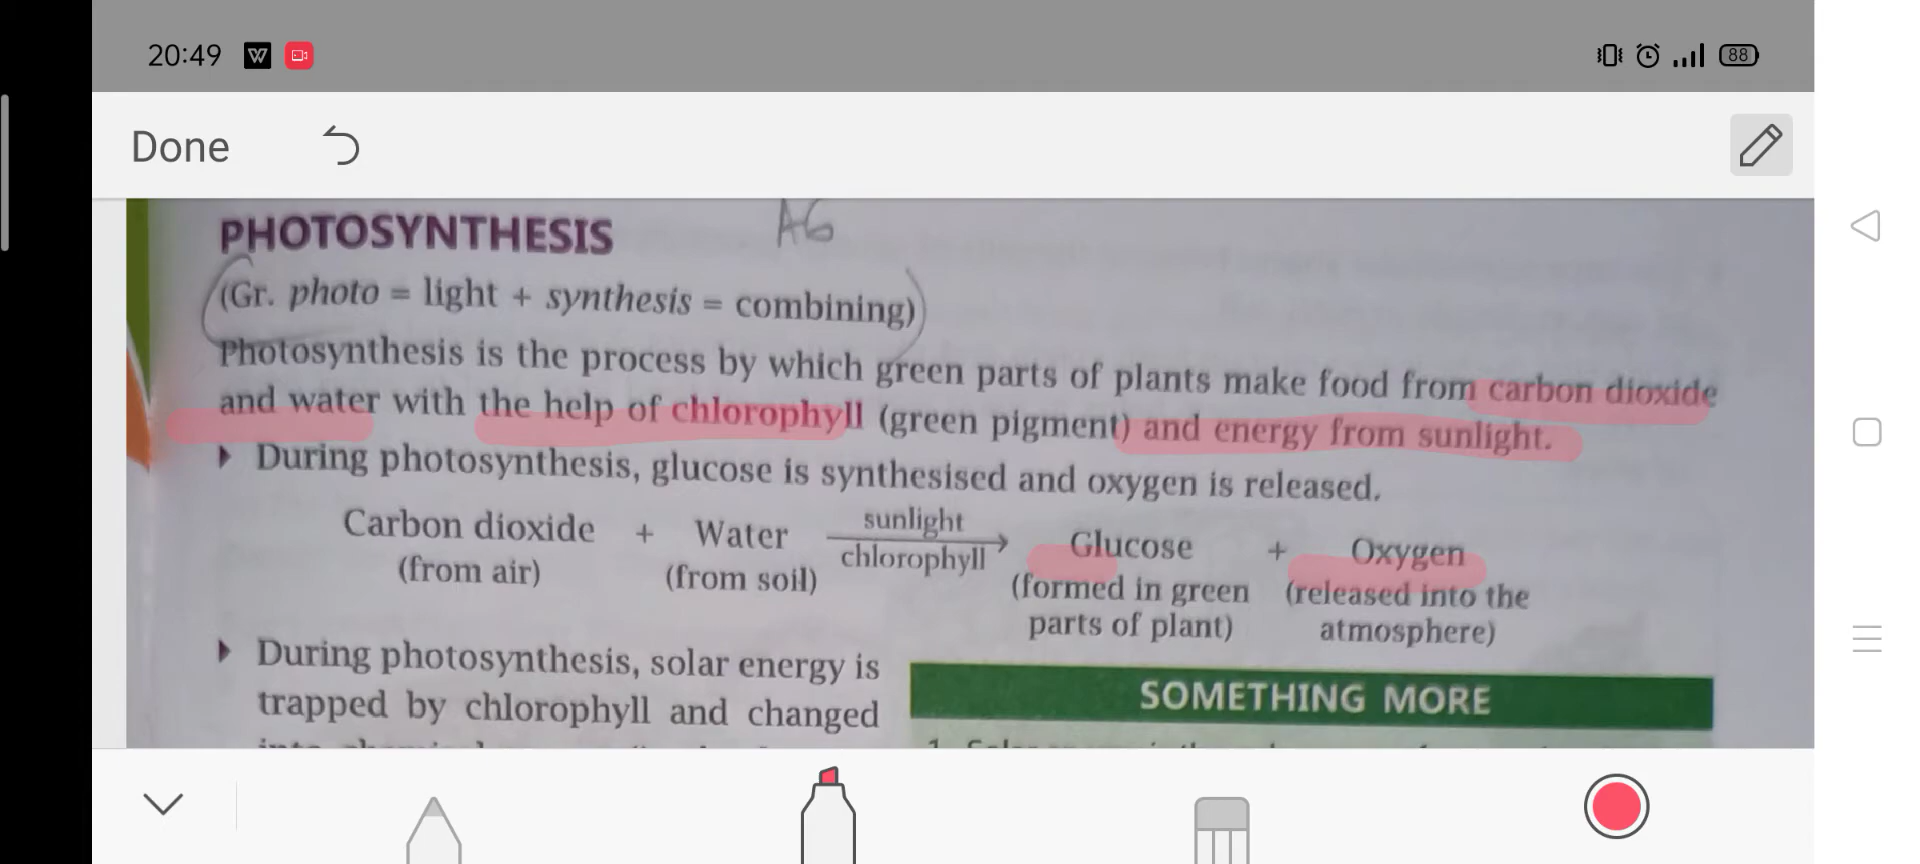 20:49
88
Done
PHOTOSYNTHESIS
A6
(Gr. photo = light + synthesis = combining)
Photosynthesis is the process by which green parts of plants make food from carbon dioxide
and water with the help of chlorophyll (green pigment) and energy from sunlight.
During photosynthesis, glucose is synthesised and oxygen is released.
Carbon dioxide + Water sunlight Glucose + Oxygen
chlorophyll
(from air) (from soil) (formed in green (released into the
parts of plant) atmosphere)
During photosynthesis, solar energy is
trapped by chlorophyll and changed
SOMETHING MORE